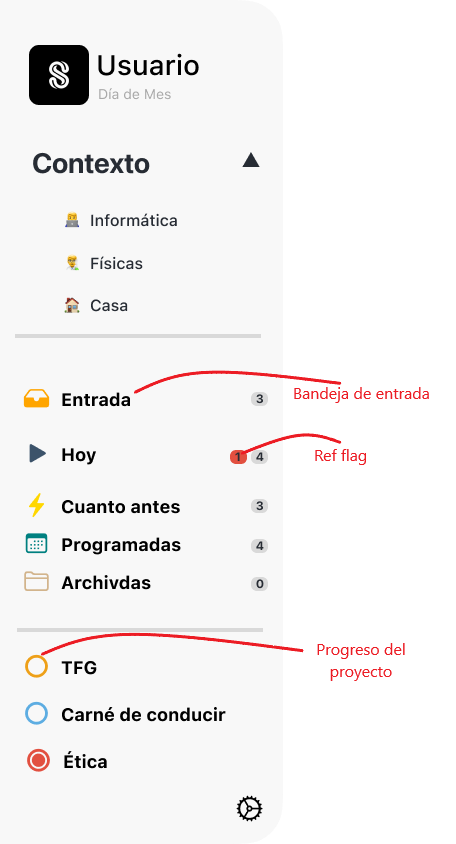 Usuario
Día de Mes
Contexto
Informática
Físicas
Casa
Entrada 3
Bandeja de entrada
Hoy 1 4
Ref flag
Cuanto antes 3
Programadas 4
Archivdas 0
TFG
Progreso del
proyecto
Carné de conducir
Ética